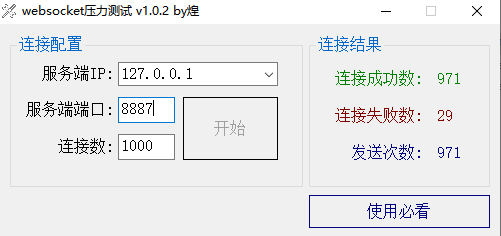 websocket压力测试 v1.0.2 by煌
连接配置
服务端IP: 127.0.0.1
服务端端口: 8887
连接数: 1000
开始
连接结果
连接成功数: 971
连接失败数: 29
发送次数: 971
使用必看